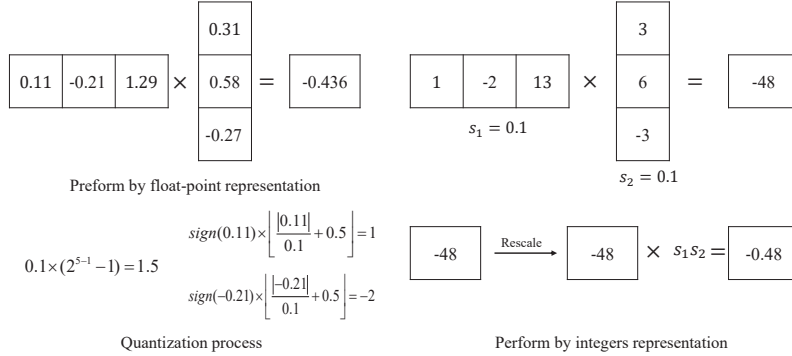 0.31
0.11 -0.21 1.29 × 0.58 = -0.436
-0.27
Preform by float-point representation
3
1 -2 13 × 6 = -48
s₁ = 0.1
-3
s₂ = 0.1
0.1×(2⁵⁻¹ −1) = 1.5
sign(0.11)×⌊|0.11|/0.1 + 0.5⌋ = 1
sign(−0.21)×⌊|−0.21|/0.1 + 0.5⌋ = −2
Quantization process
-48 Rescale -48 × s₁s₂ = -0.48
Perform by integers representation